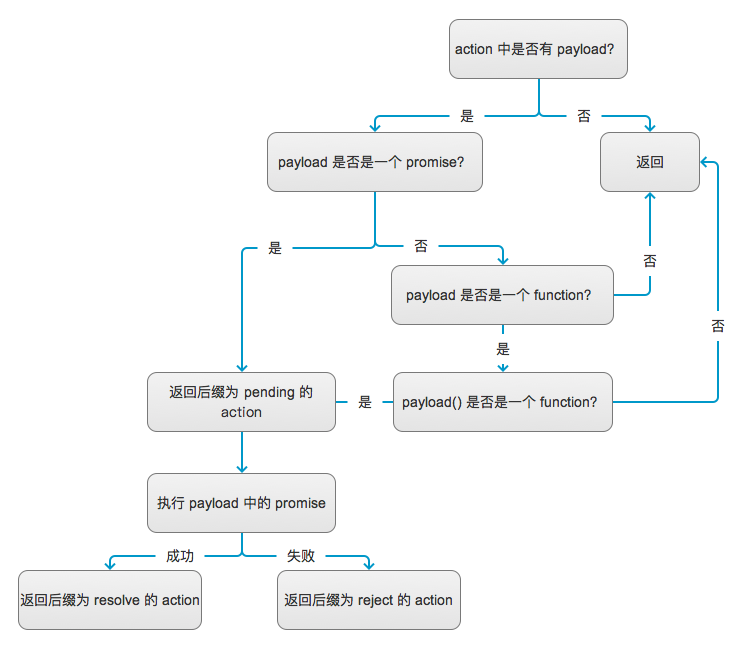 action 中是否有 payload?
是
否
payload 是否是一个 promise?
返回
是
否
否
payload 是否是一个 function?
否
是
返回后缀为 pending 的
action
是
payload() 是否是一个 function?
执行 payload 中的 promise
成功
失败
返回后缀为 resolve 的 action
返回后缀为 reject 的 action